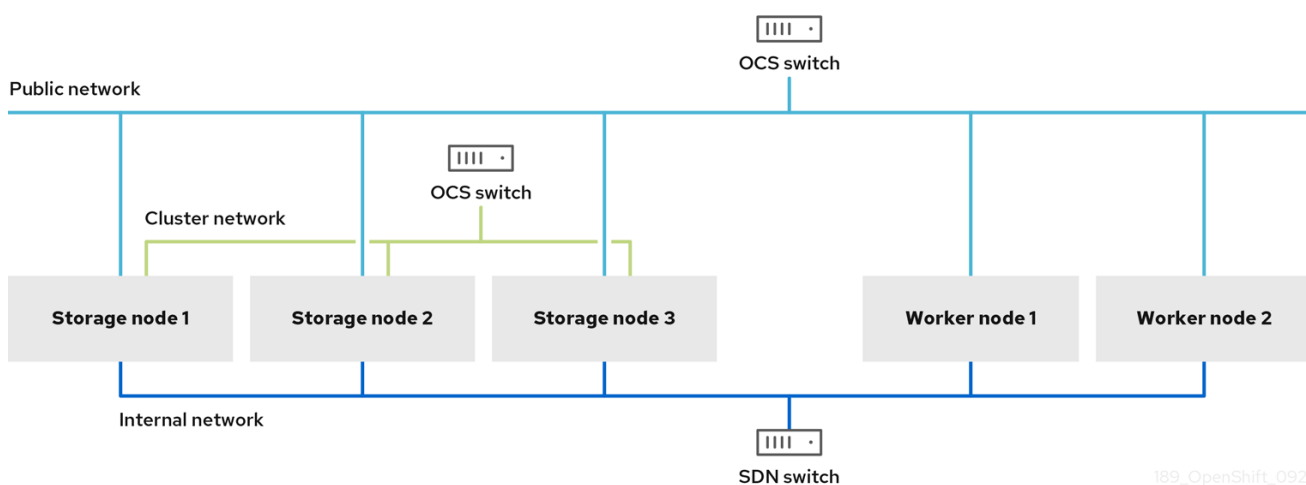 OCS switch
Public network
OCS switch
Cluster network
Storage node 1
Storage node 2
Storage node 3
Worker node 1
Worker node 2
Internal network
SDN switch
189_OpenShift_092